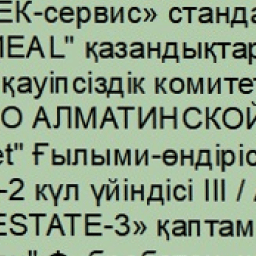 ЕК-сервис» станда
MEAL" қазандықтар
қауіпсіздік комитет
О АЛМАТИНСКОЙ
et" Ғылыми-өндіріс
-2 күл үйіндісі III /
ESTATE-3» қаптам